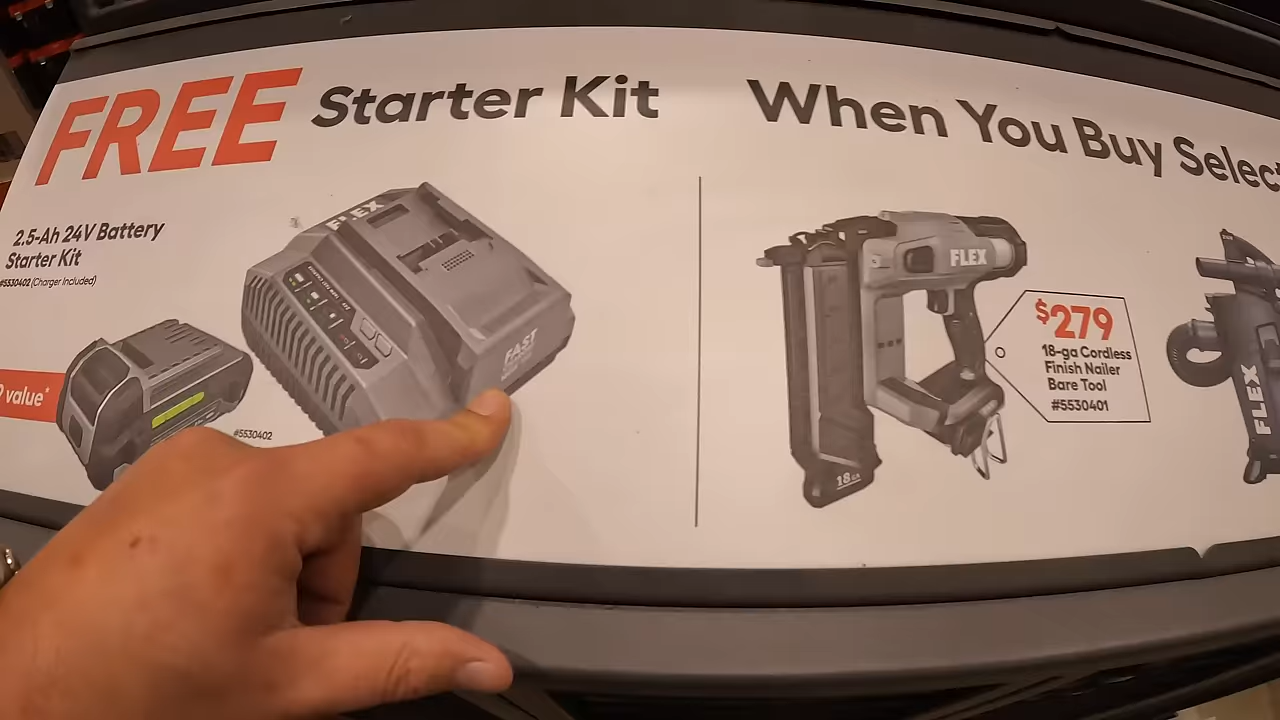 FREE Starter Kit
When You Buy Select
2.5-Ah 24V Battery
Starter Kit
#5530402 (Charger Included)
value*
#5530402
FLEX
FAST
FLEX
18 GA
$279
18-ga Cordless
Finish Nailer
Bare Tool
#5530401
FLEX